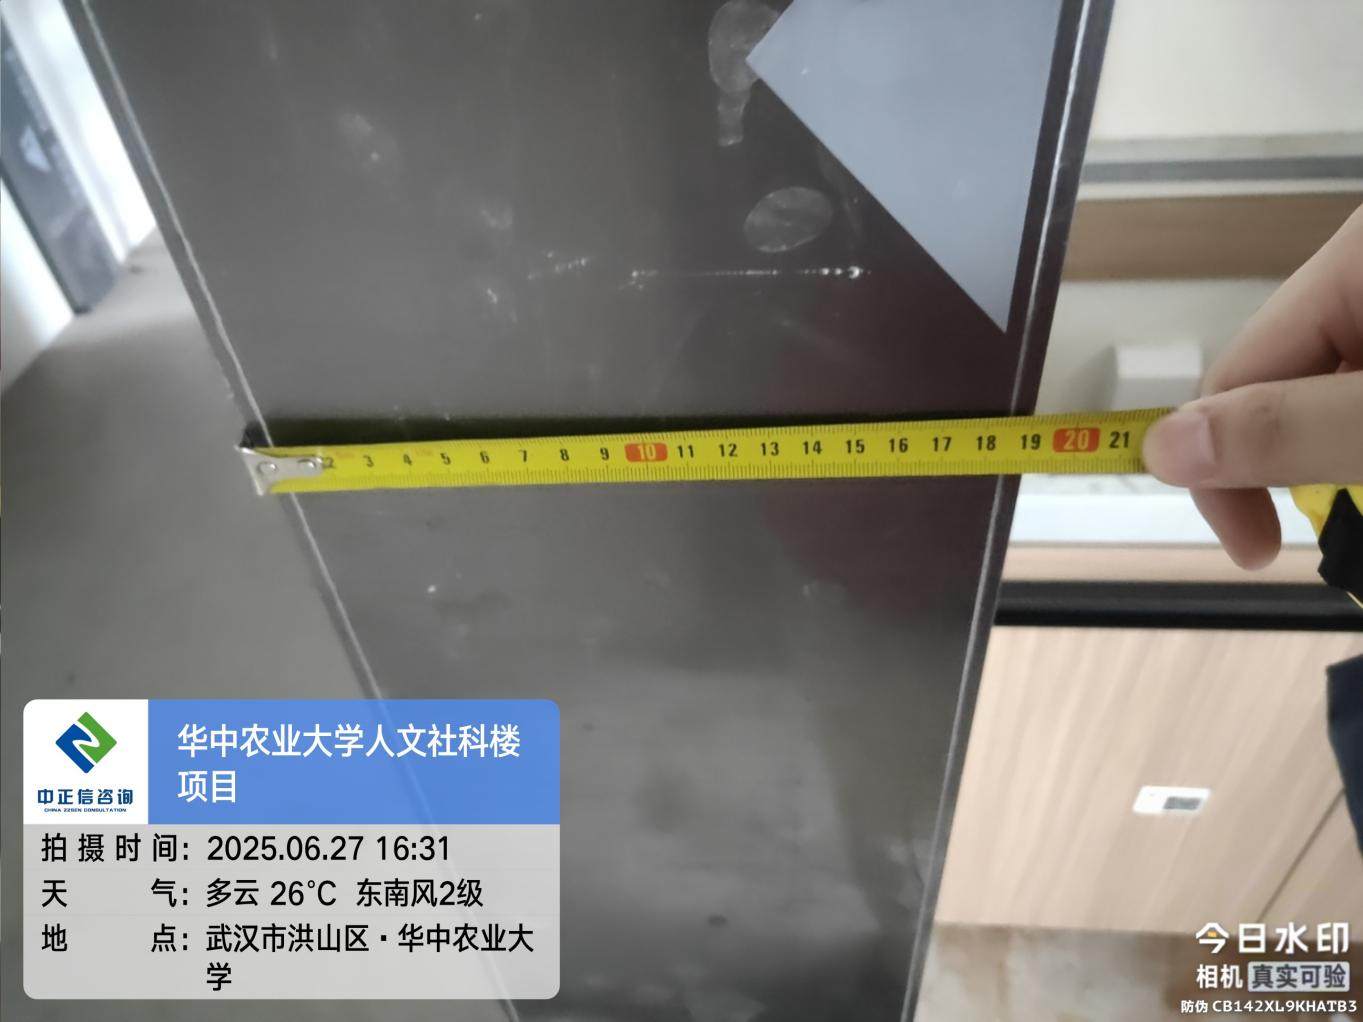 2 3 4 5 6 7 8 9 10 11 12 13 14 15 16 17 18 19 20 21
中正信咨询
CHINA ZZSEN CONSULTATION
华中农业大学人文社科楼
项目
拍摄时间: 2025.06.27 16:31
天气: 多云 26°C 东南风2级
地点: 武汉市洪山区·华中农业大
学
今日水印
相机 真实可验
防伪 CB142XL9KHATB3